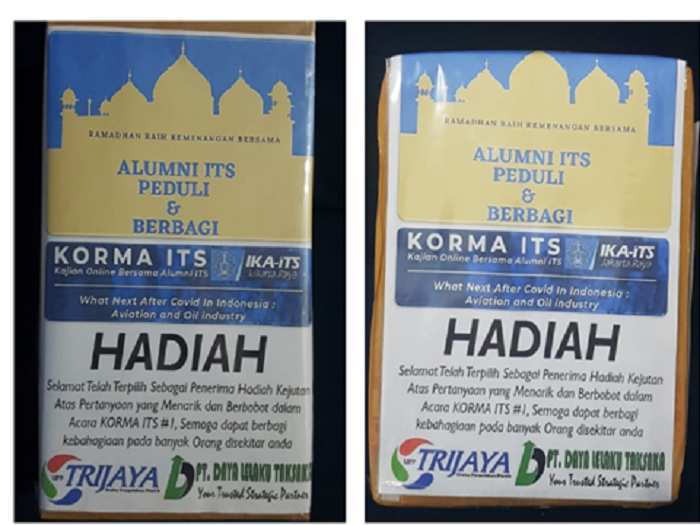 RAMADHAN RAIH KEMENANGAN BERSAMA
ALUMNI ITS
PEDULI
&
BERBAGI
KORMA ITS
Kajian Online Bersama Alumni ITS
IKA-ITS
Jakarta Raya
What Next After Covid In Indonesia :
Aviation and Oil Industry
HADIAH
Selamat Telah Terpilih Sebagai Penerima Hadiah Kejutan
Atas Pertanyaan yang Menarik dan Berbobot dalam
Acara KORMA ITS #1, Semoga dapat berbagi
kebahagiaan pada banyak Orang disekitar anda
TRIJAYA
PT. DAYA LELAKU TAKSAKA
Your Trusted Strategic Partner
RAMADHAN RAIH KEMENANGAN BERSAMA
ALUMNI ITS
PEDULI
&
BERBAGI
KORMA ITS
Kajian Online Bersama Alumni ITS
IKA-ITS
Jakarta Raya
What Next After Covid In Indonesia :
Aviation and Oil Industry
HADIAH
Selamat Telah Terpilih Sebagai Penerima Hadiah Kejutan
Atas Pertanyaan yang Menarik dan Berbobot dalam
Acara KORMA ITS #1, Semoga dapat berbagi
kebahagiaan pada banyak Orang disekitar anda
TRIJAYA
PT. DAYA LELAKU TAKSAKA
Your Trusted Strategic Partner